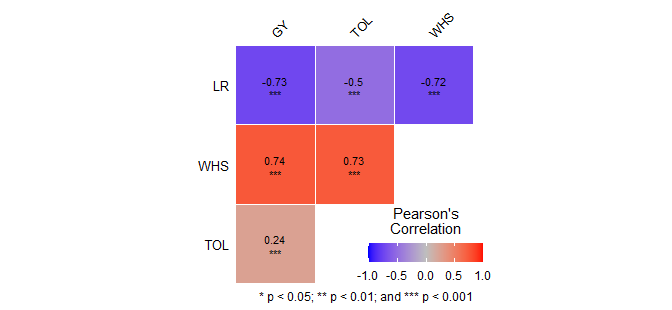 GY TOL WHS
LR -0.73 -0.5 -0.72
*** *** ***
WHS 0.74 0.73
*** ***
TOL 0.24
***
Pearson's
Correlation
-1.0 -0.5 0.0 0.5 1.0
* p < 0.05; ** p < 0.01; and *** p < 0.001